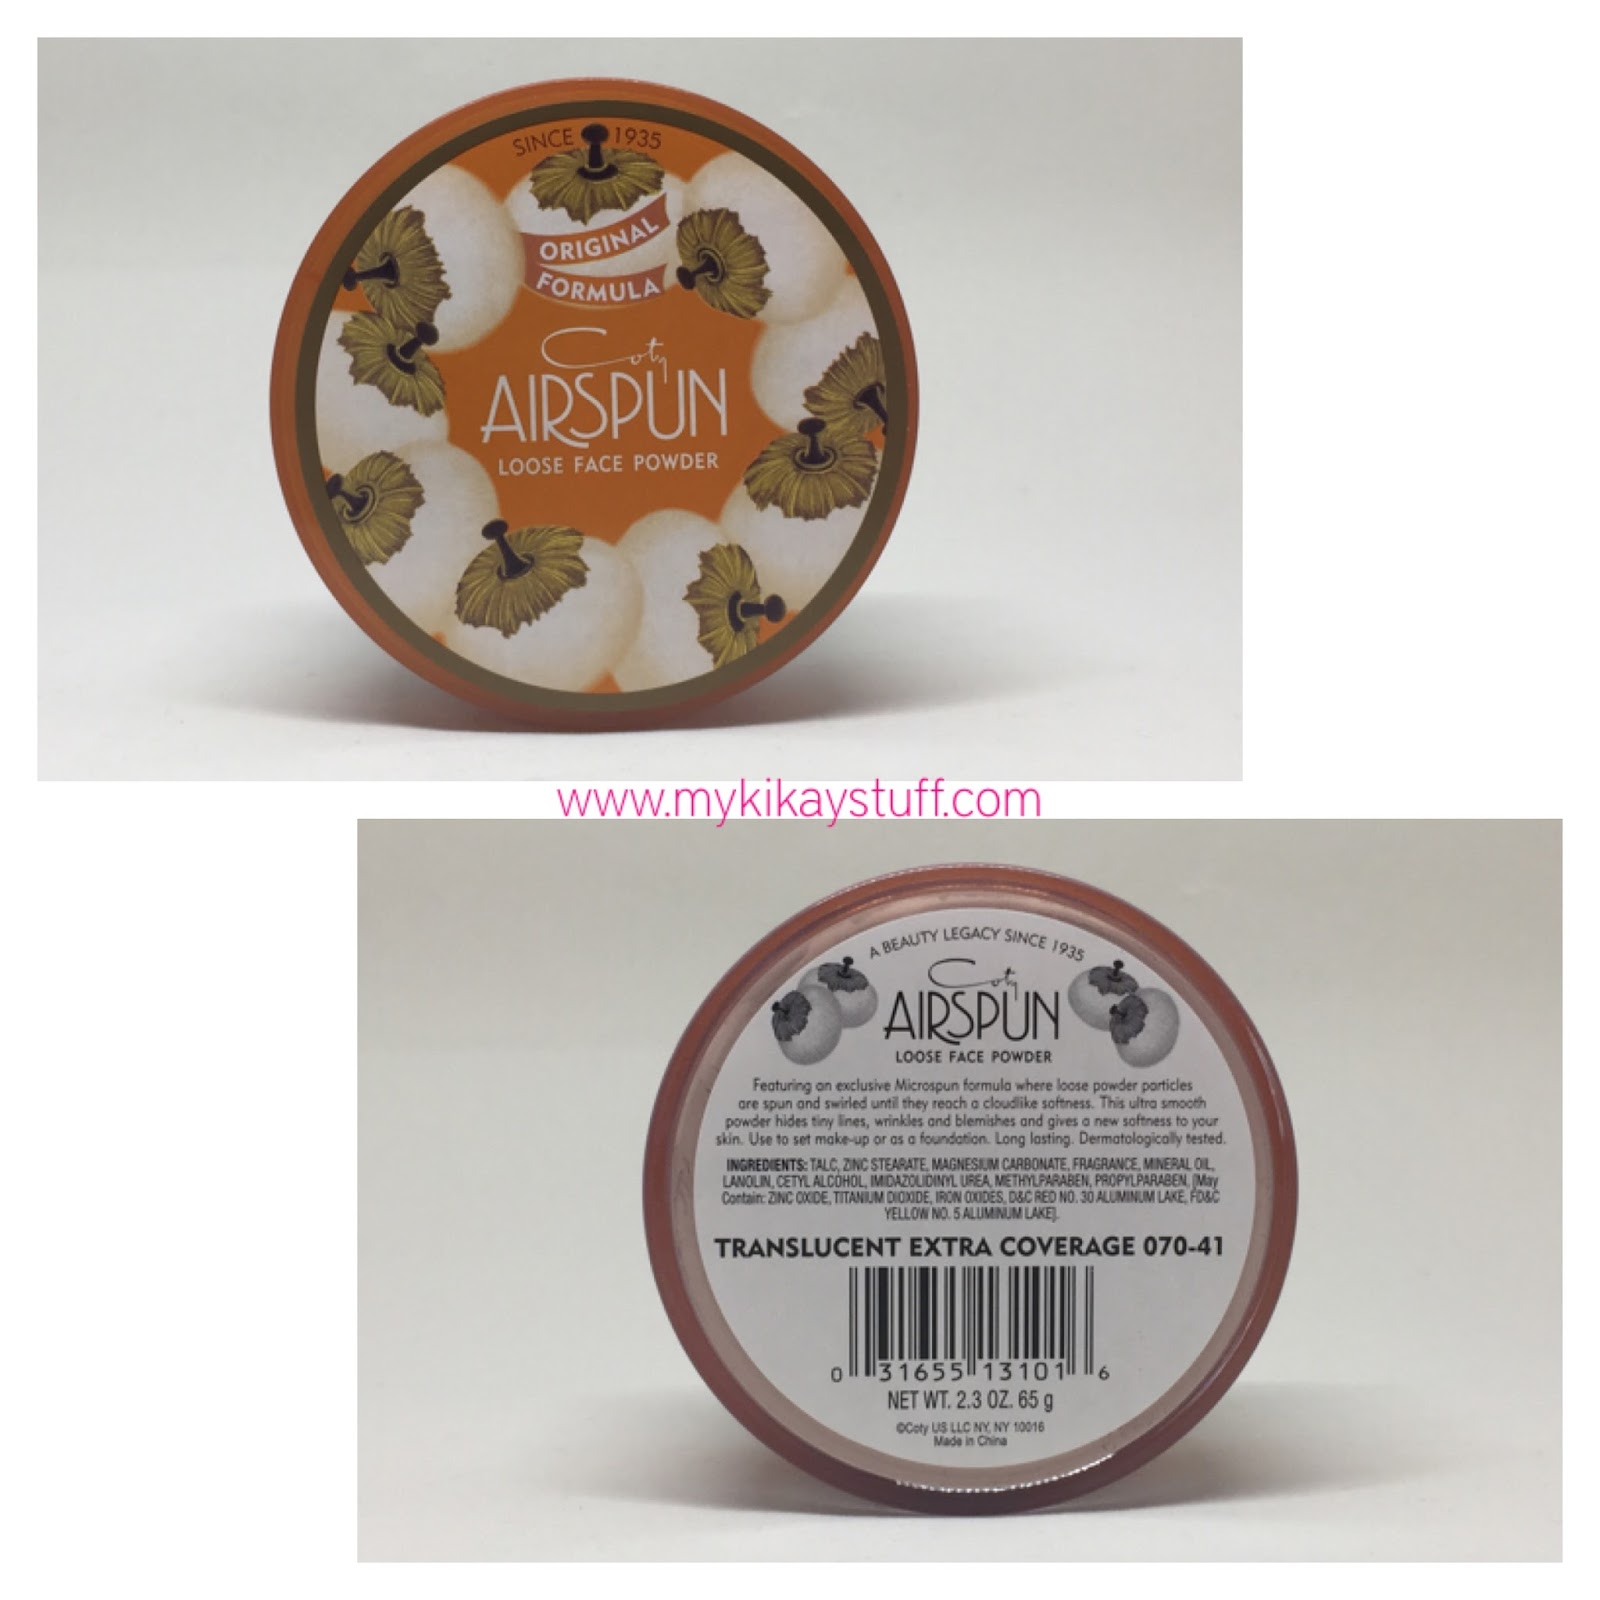 SINCE 1935
ORIGINAL
FORMULA
Coty
AIRSPUN
LOOSE FACE POWDER
www.mykikaystuff.com
A BEAUTY LEGACY SINCE 1935
Coty
AIRSPUN
LOOSE FACE POWDER
Featuring an exclusive Microspun formula where loose powder particles
are spun and swirled until they reach a cloudlike softness. This ultra smooth
powder hides tiny lines, wrinkles and blemishes and gives a new softness to your
skin. Use to set make-up or as a foundation. Long lasting. Dermatologically tested.
INGREDIENTS: TALC, ZINC STEARATE, MAGNESIUM CARBONATE, FRAGRANCE, MINERAL OIL,
LANOLIN, CETYL ALCOHOL, IMIDAZOLIDINYL UREA, METHYLPARABEN, PROPYLPARABEN, [May
Contain: ZINC OXIDE, TITANIUM DIOXIDE, IRON OXIDES, D&C RED NO. 30 ALUMINUM LAKE, FD&C
YELLOW NO. 5 ALUMINUM LAKE].
TRANSLUCENT EXTRA COVERAGE 070-41
0 31655 13101 6
NET WT. 2.3 OZ. 65 g
©Coty US LLC NY, NY 10016
Made in China